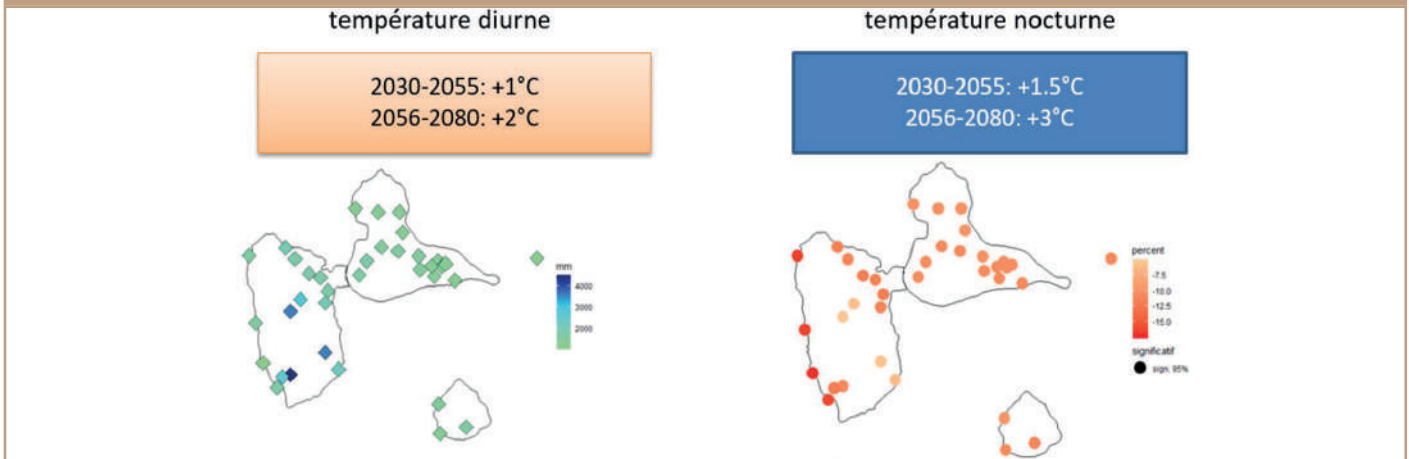 température diurne
2030-2055: +1°C
2056-2080: +2°C
température nocturne
2030-2055: +1.5°C
2056-2080: +3°C
mm
4000
3000
2000
percent
-7.5
-10.0
-12.5
-15.0
significatif
sign. 95%